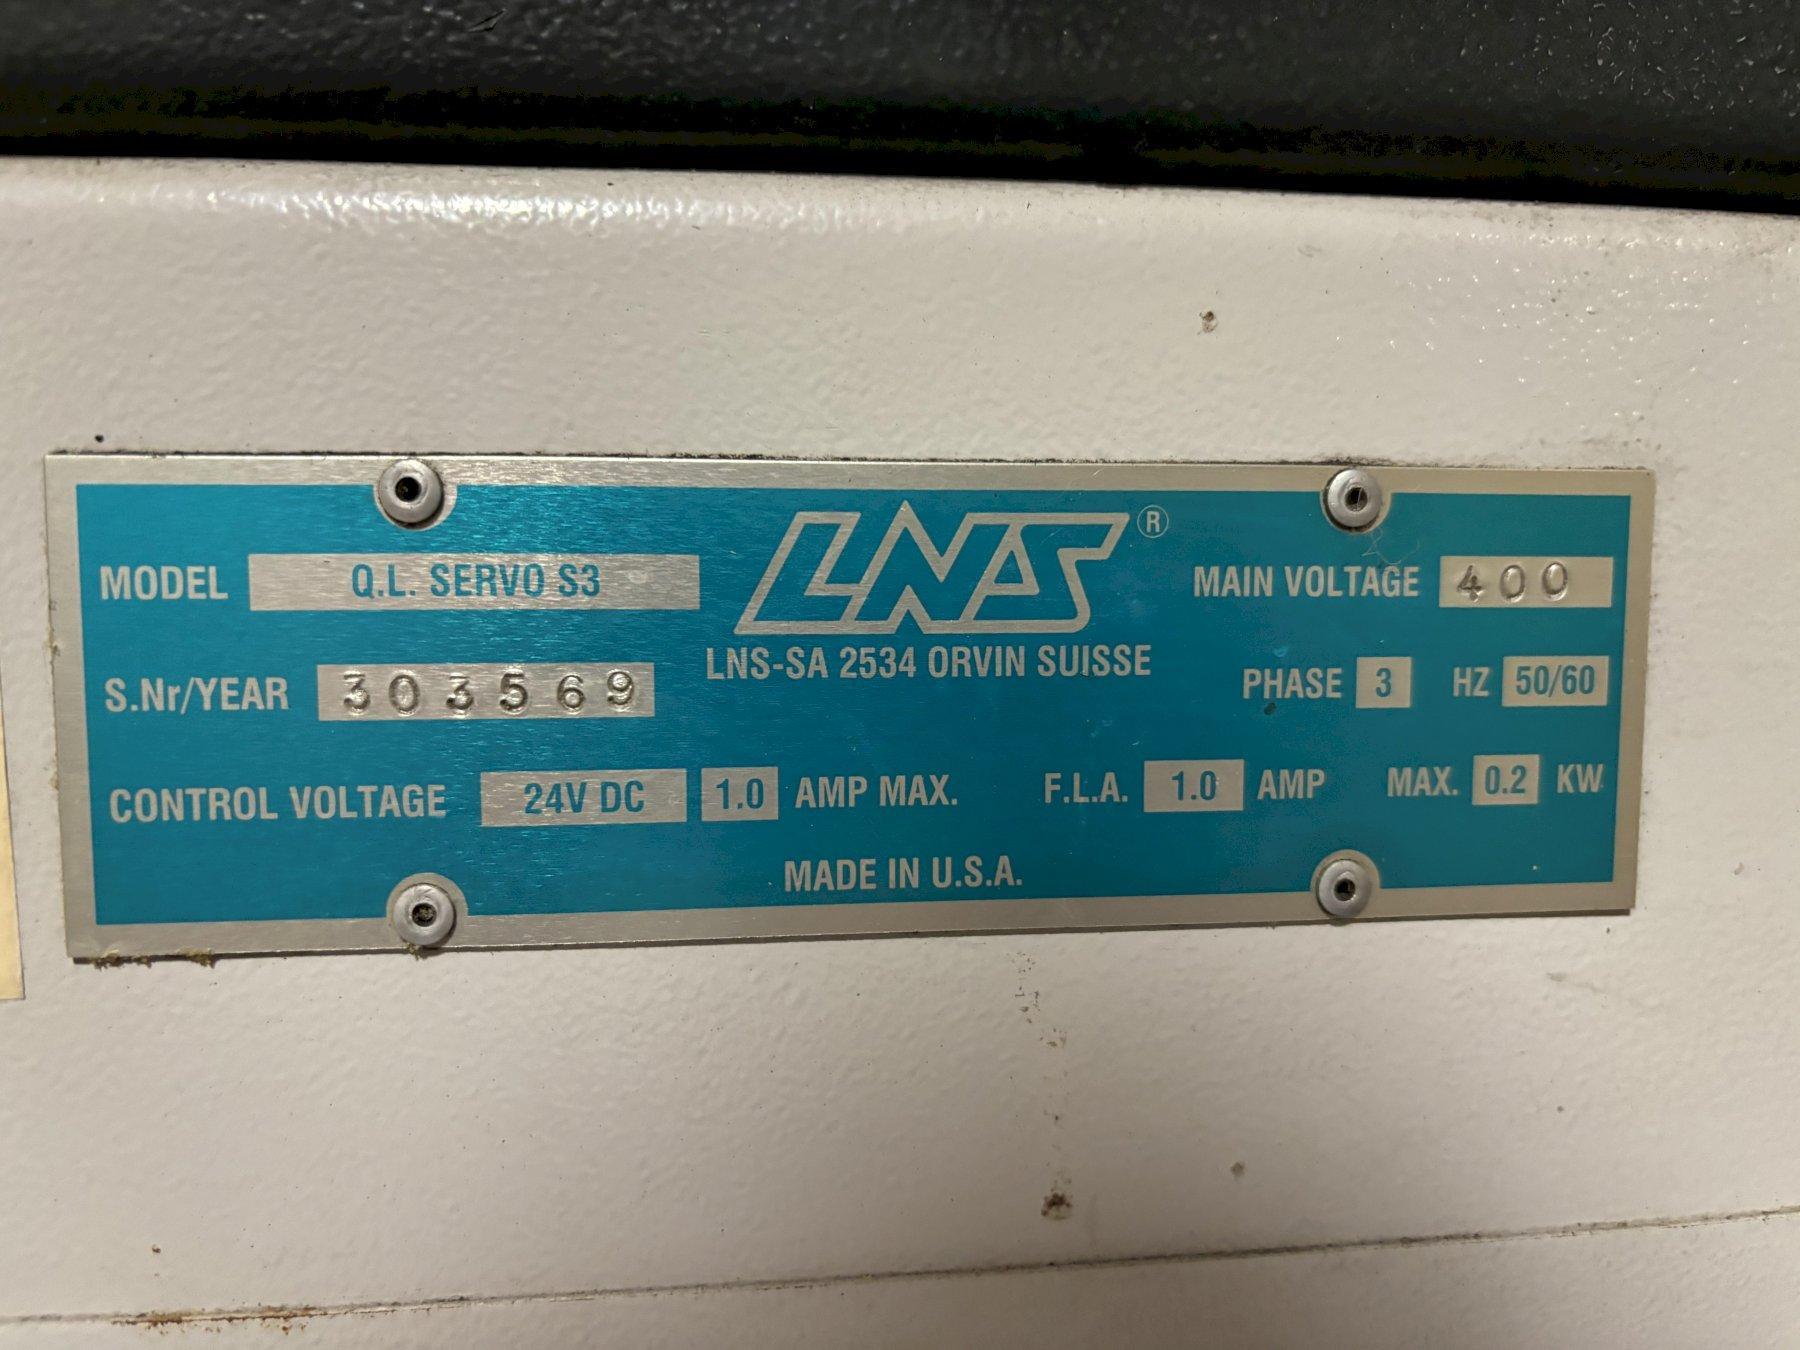 LNS®
LNS-SA 2534 ORVIN SUISSE
MODEL Q.L. SERVO S3
S.Nr/YEAR 303569
CONTROL VOLTAGE 24V DC 1.0 AMP MAX.
MAIN VOLTAGE 400
PHASE 3 HZ 50/60
F.L.A. 1.0 AMP MAX. 0.2 KW
MADE IN U.S.A.